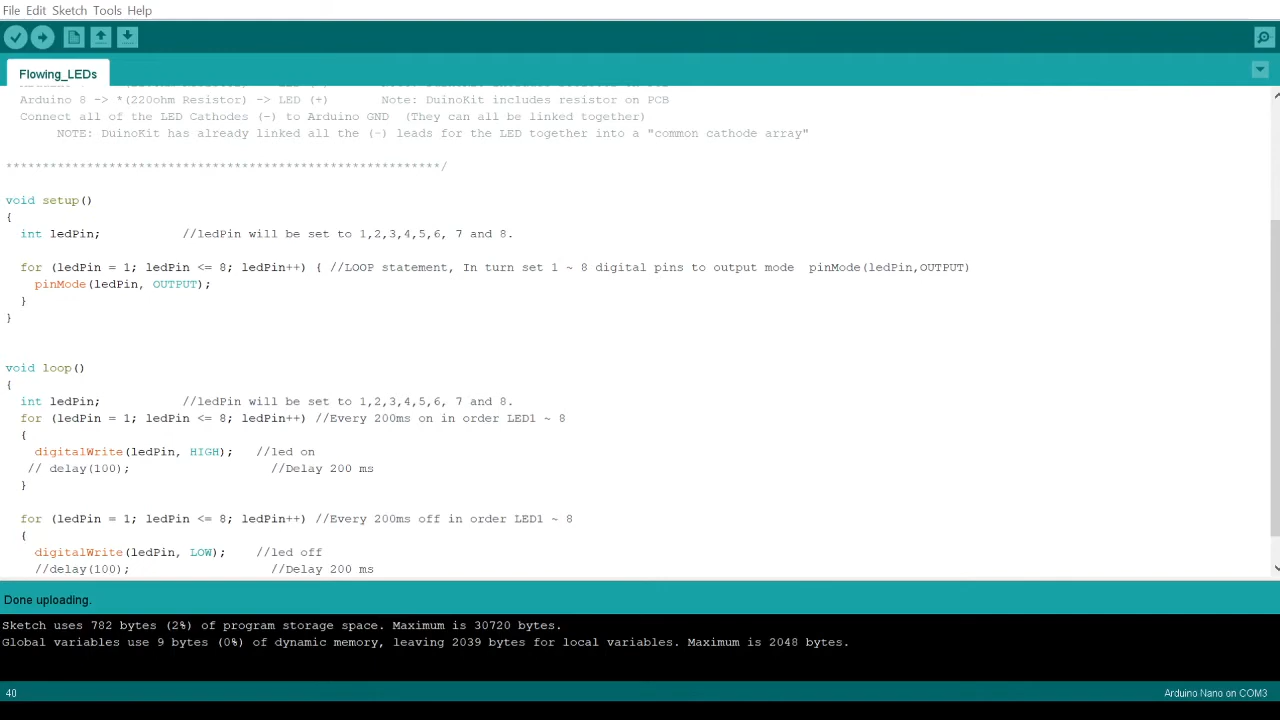 File Edit Sketch Tools Help
Flowing_LEDs
Arduino 8 -> *(220ohm Resistor) -> LED (+)       Note: DuinoKit includes resistor on PCB
Connect all of the LED Cathodes (-) to Arduino GND  (They can all be linked together)
NOTE: DuinoKit has already linked all the (-) leads for the LED together into a "common cathode array"
***********************************************************/
void setup()
{
int ledPin;           //ledPin will be set to 1,2,3,4,5,6, 7 and 8.
for (ledPin = 1; ledPin <= 8; ledPin++) { //LOOP statement, In turn set 1 ~ 8 digital pins to output mode  pinMode(ledPin,OUTPUT)
pinMode(ledPin, OUTPUT);
}
}
void loop()
{
int ledPin;           //ledPin will be set to 1,2,3,4,5,6, 7 and 8.
for (ledPin = 1; ledPin <= 8; ledPin++) //Every 200ms on in order LED1 ~ 8
{
digitalWrite(ledPin, HIGH);   //led on
// delay(100);                   //Delay 200 ms
}
for (ledPin = 1; ledPin <= 8; ledPin++) //Every 200ms off in order LED1 ~ 8
{
digitalWrite(ledPin, LOW);    //led off
//delay(100);                   //Delay 200 ms
Done uploading.
Sketch uses 782 bytes (2%) of program storage space. Maximum is 30720 bytes.
Global variables use 9 bytes (0%) of dynamic memory, leaving 2039 bytes for local variables. Maximum is 2048 bytes.
40
Arduino Nano on COM3